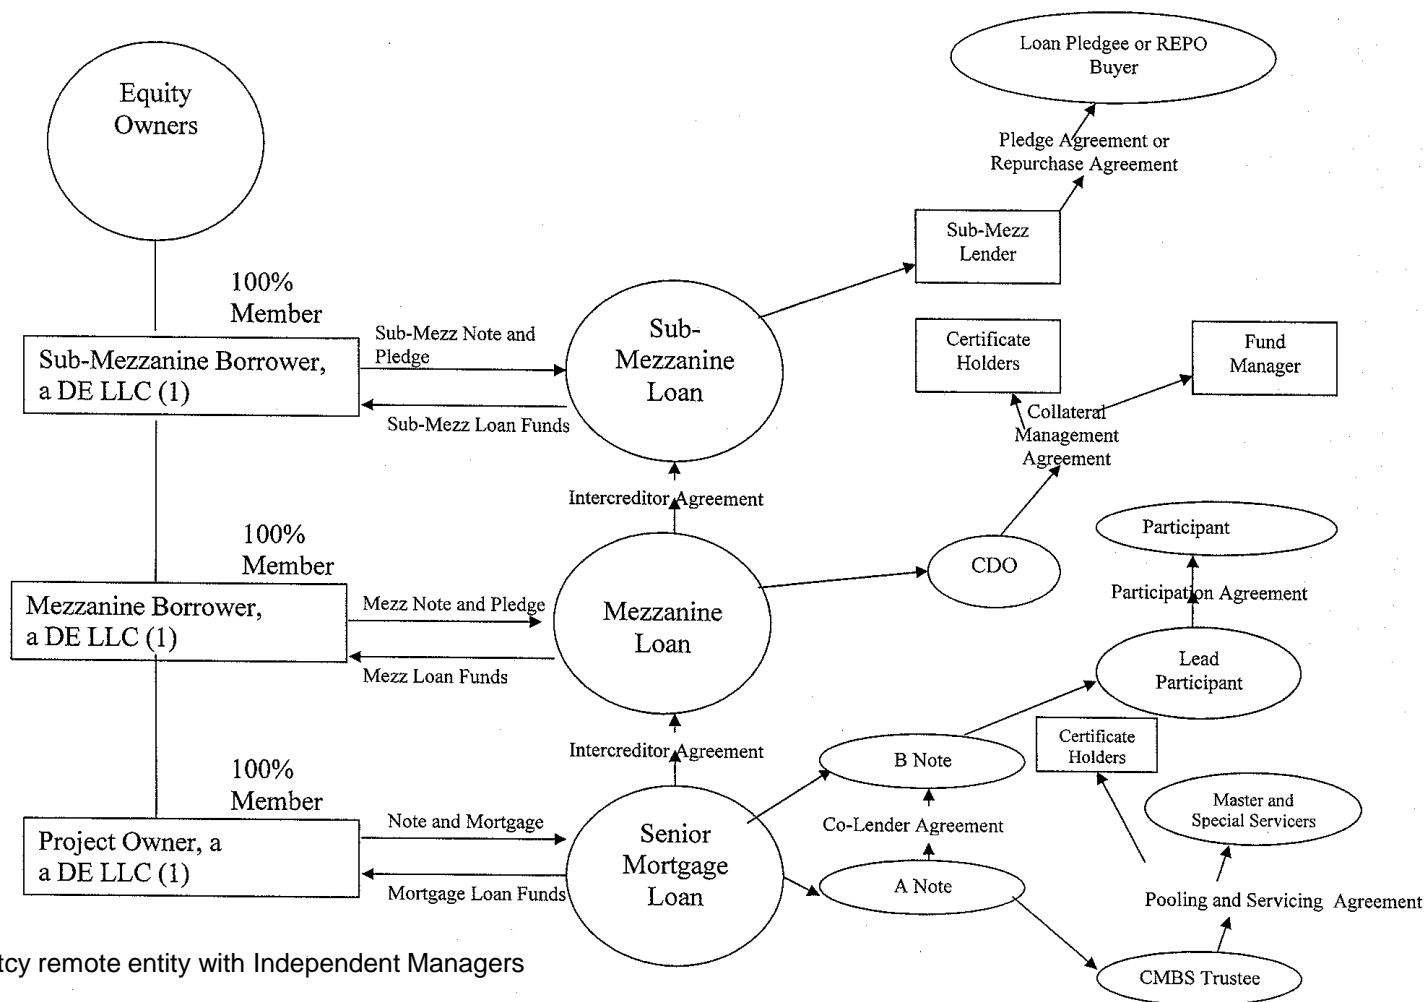 Loan Pledgee or REPO
Buyer
Equity
Owners
Pledge Agreement or
Repurchase Agreement
Sub-Mezz
Lender
100%
Member
Sub-Mezz Note and
Pledge
Sub-
Mezzanine
Loan
Certificate
Holders
Fund
Manager
Sub-Mezzanine Borrower,
a DE LLC (1)
Sub-Mezz Loan Funds
Collateral
Management
Agreement
Intercreditor Agreement
100%
Member
Participant
CDO
Mezzanine Borrower,
a DE LLC (1)
Mezz Note and Pledge
Mezzanine
Loan
Participation Agreement
Mezz Loan Funds
Lead
Participant
Intercreditor Agreement
Certificate
Holders
B Note
100%
Member
Master and
Special Servicers
Project Owner, a
a DE LLC (1)
Note and Mortgage
Senior
Mortgage
Loan
Co-Lender Agreement
Mortgage Loan Funds
A Note
Pooling and Servicing Agreement
tcy remote entity with Independent Managers
CMBS Trustee